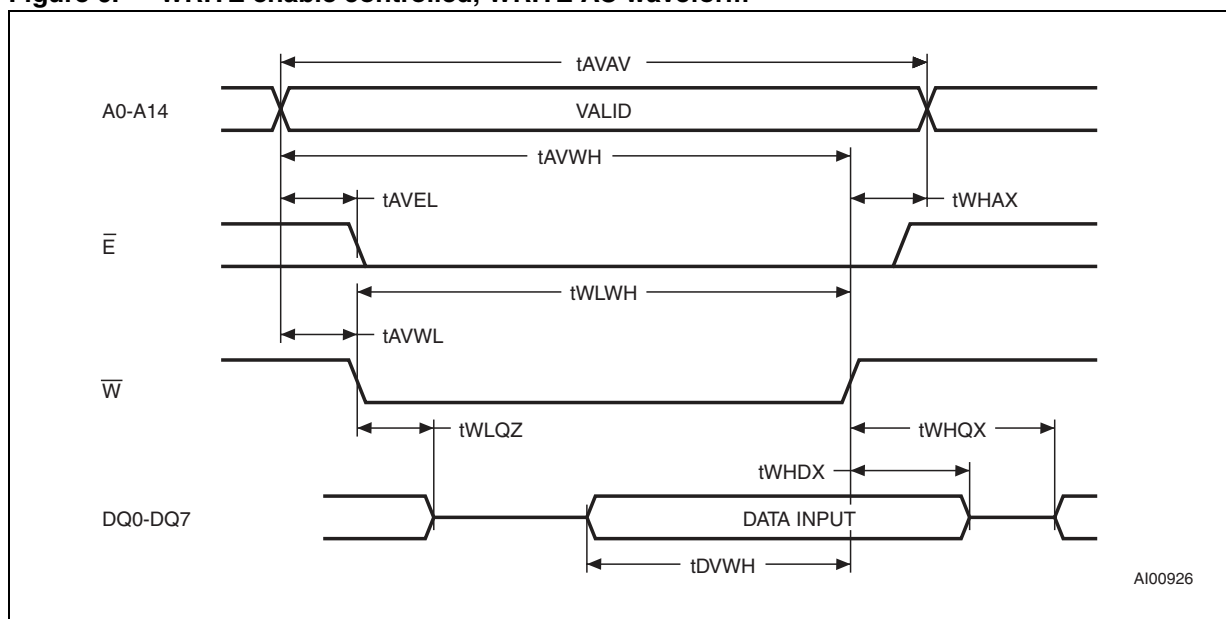 tAVAV
A0-A14
VALID
tAVWH
tAVEL
tWHAX
E̅
tWLWH
tAVWL
W̅
tWLQZ
tWHQX
tWHDX
DQ0-DQ7
DATA INPUT
tDVWH
AI00926